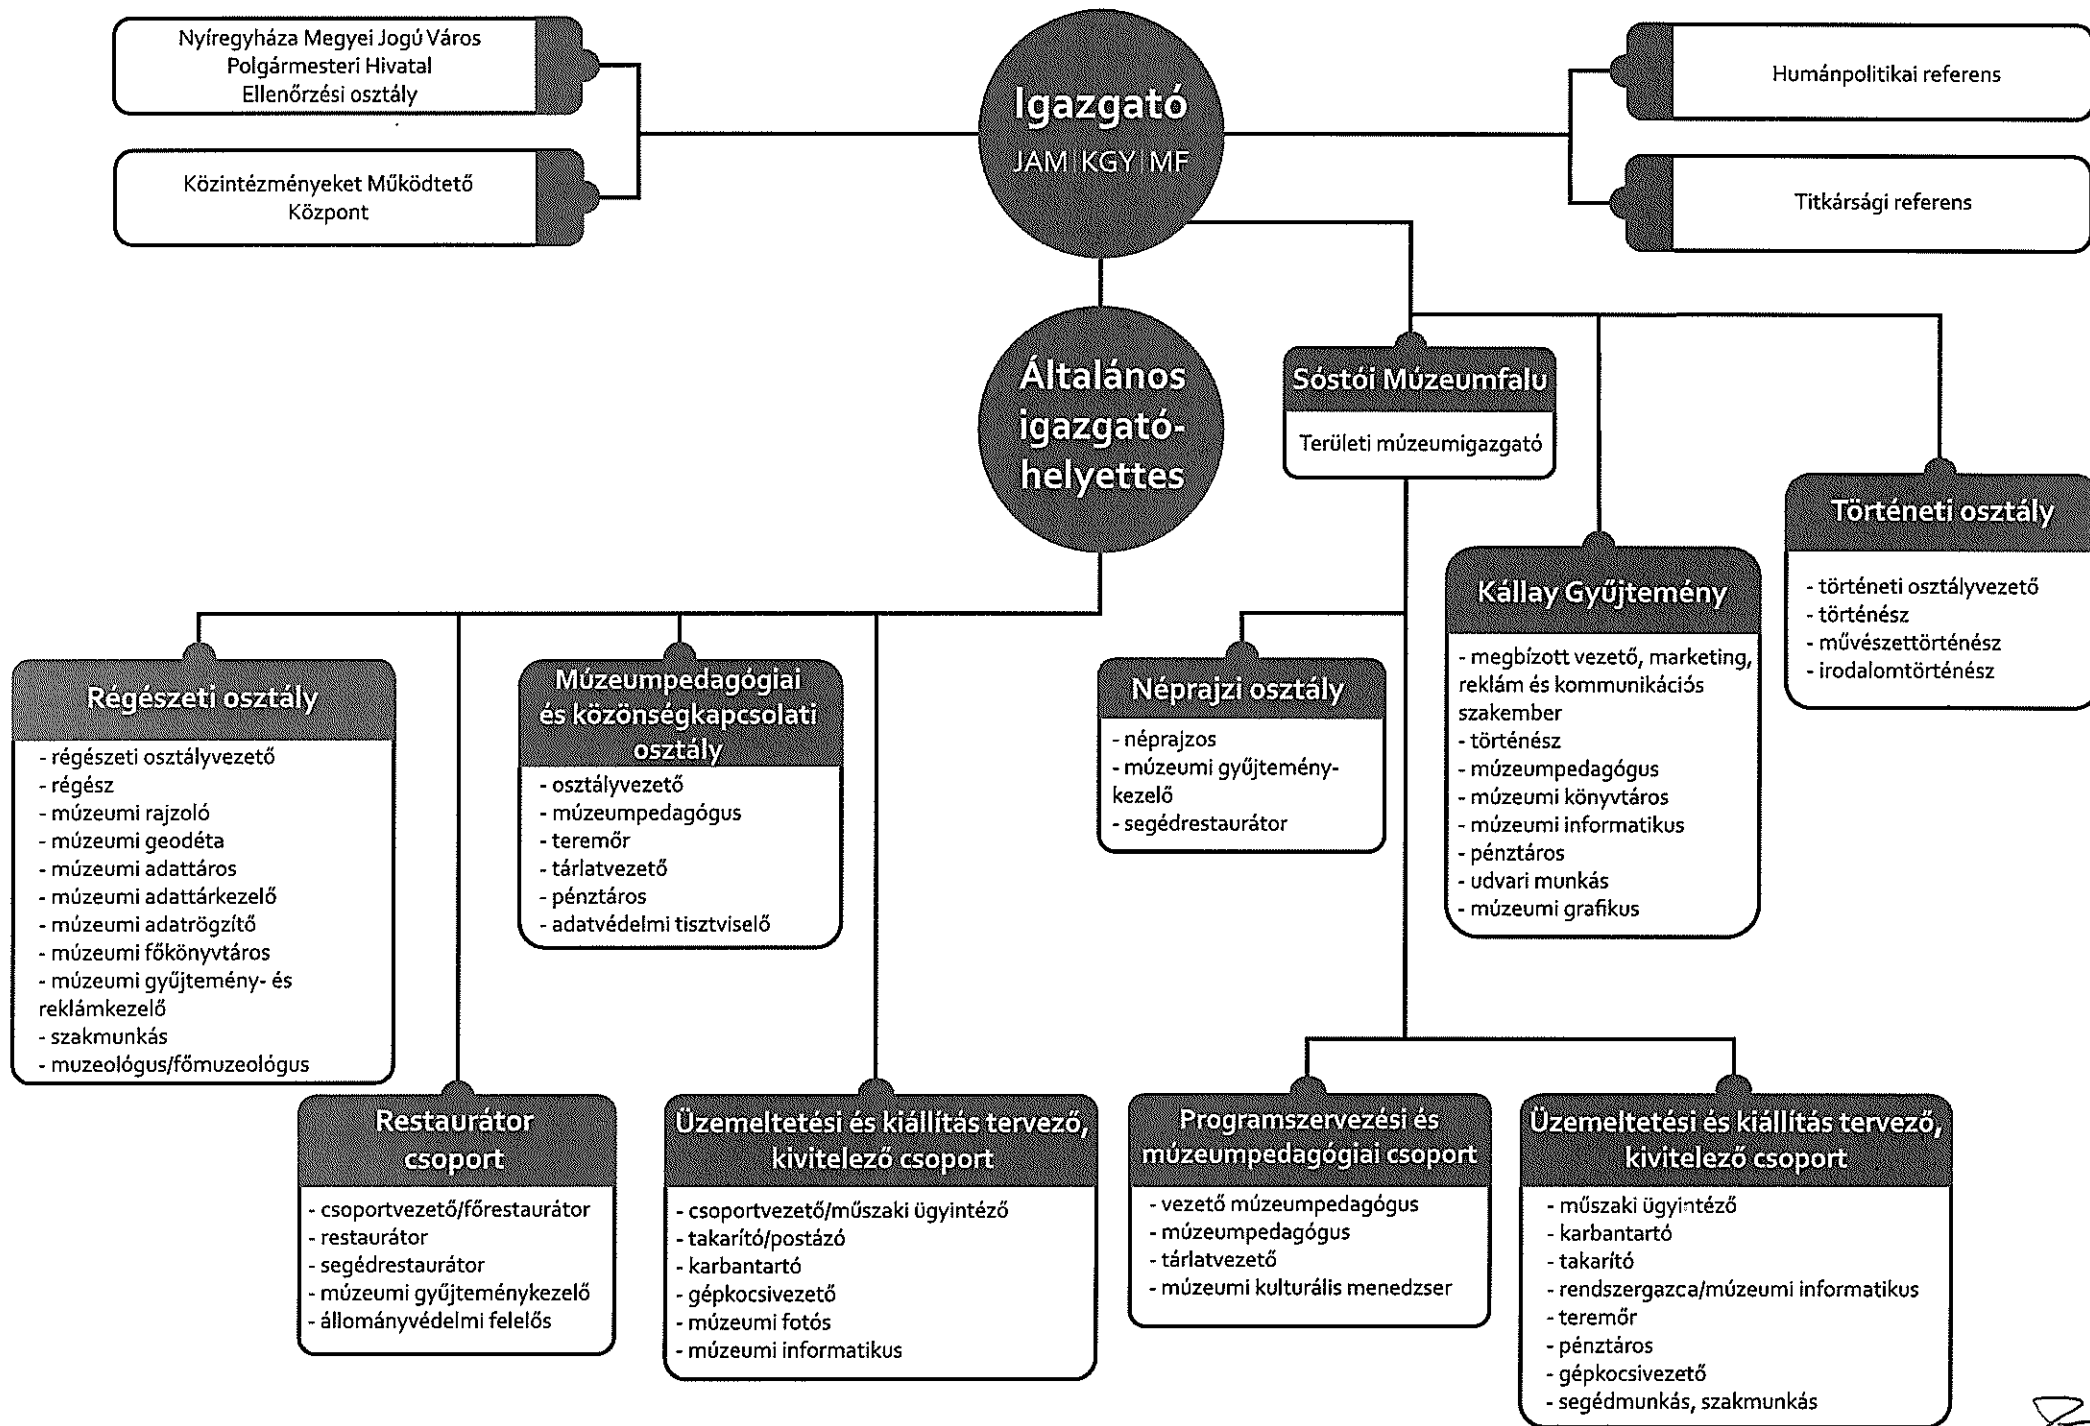 Nyíregyháza Megyei Jogú Város
Polgármesteri Hivatal
Ellenőrzési osztály
Közintézményeket Működtető
Központ
Igazgató
JAM|KGY|MF
Humánpolitikai referens
Titkársági referens
Általános
igazgató-
helyettes
Sóstói Múzeumfalu
Területi múzeumigazgató
Történeti osztály
- történeti osztályvezető
- történész
- művészettörténész
- irodalomtörténész
Kállay Gyűjtemény
- megbízott vezető, marketing,
reklám és kommunikációs
szakember
- történész
- múzeumpedagógus
- múzeumi könyvtáros
- múzeumi informatikus
- pénztáros
- udvari munkás
- múzeumi grafikus
Régészeti osztály
- régészeti osztályvezető
- régész
- múzeumi rajzoló
- múzeumi geodéta
- múzeumi adattáros
- múzeumi adattárkezelő
- múzeumi adatrögzítő
- múzeumi főkönyvtáros
- múzeumi gyűjtemény- és
reklámkezelő
- szakmunkás
- muzeológus/főmuzeológus
Múzeumpedagógiai
és közönségkapcsolati
osztály
- osztályvezető
- múzeumpedagógus
- teremőr
- tárlatvezető
- pénztáros
- adatvédelmi tisztviselő
Néprajzi osztály
- néprajzos
- múzeumi gyűjtemény-
kezelő
- segédrestaurátor
Restaurátor
csoport
- csoportvezető/főrestaurátor
- restaurátor
- segédrestaurátor
- múzeumi gyűjteménykezelő
- állományvédelmi felelős
Üzemeltetési és kiállítás tervező,
kivitelező csoport
- csoportvezető/műszaki ügyintéző
- takarító/postázó
- karbantartó
- gépkocsivezető
- múzeumi fotós
- múzeumi informatikus
Programszervezési és
múzeumpedagógiai csoport
- vezető múzeumpedagógus
- múzeumpedagógus
- tárlatvezető
- múzeumi kulturális menedzser
Üzemeltetési és kiállítás tervező,
kivitelező csoport
- műszaki ügyintéző
- karbantartó
- takarító
- rendszergazca/múzeumi informatikus
- teremőr
- pénztáros
- gépkocsivezető
- segédmunkás, szakmunkás